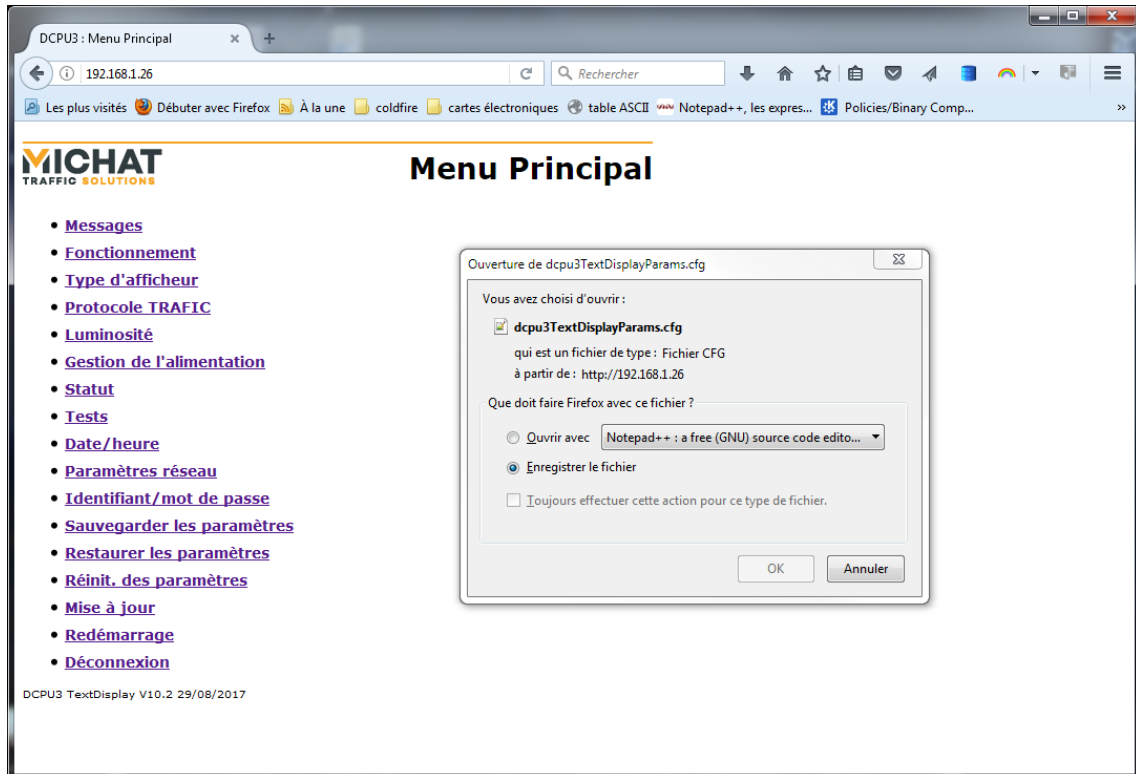 DCPU3 : Menu Principal
192.168.1.26
Rechercher
Les plus visités Débuter avec Firefox À la une coldfire cartes électroniques table ASCII Notepad++, les expres... Policies/Binary Comp... »
MICHAT
TRAFFIC SOLUTIONS
Menu Principal
• Messages
• Fonctionnement
• Type d'afficheur
• Protocole TRAFIC
• Luminosité
• Gestion de l'alimentation
• Statut
• Tests
• Date/heure
• Paramètres réseau
• Identifiant/mot de passe
• Sauvegarder les paramètres
• Restaurer les paramètres
• Réinit. des paramètres
• Mise à jour
• Redémarrage
• Déconnexion
DCPU3 TextDisplay V10.2 29/08/2017
Ouverture de dcpu3TextDisplayParams.cfg
Vous avez choisi d'ouvrir :
dcpu3TextDisplayParams.cfg
qui est un fichier de type : Fichier CFG
à partir de : http://192.168.1.26
Que doit faire Firefox avec ce fichier ?
Ouvrir avec Notepad++ : a free (GNU) source code edito...
Enregistrer le fichier
Toujours effectuer cette action pour ce type de fichier.
OK Annuler